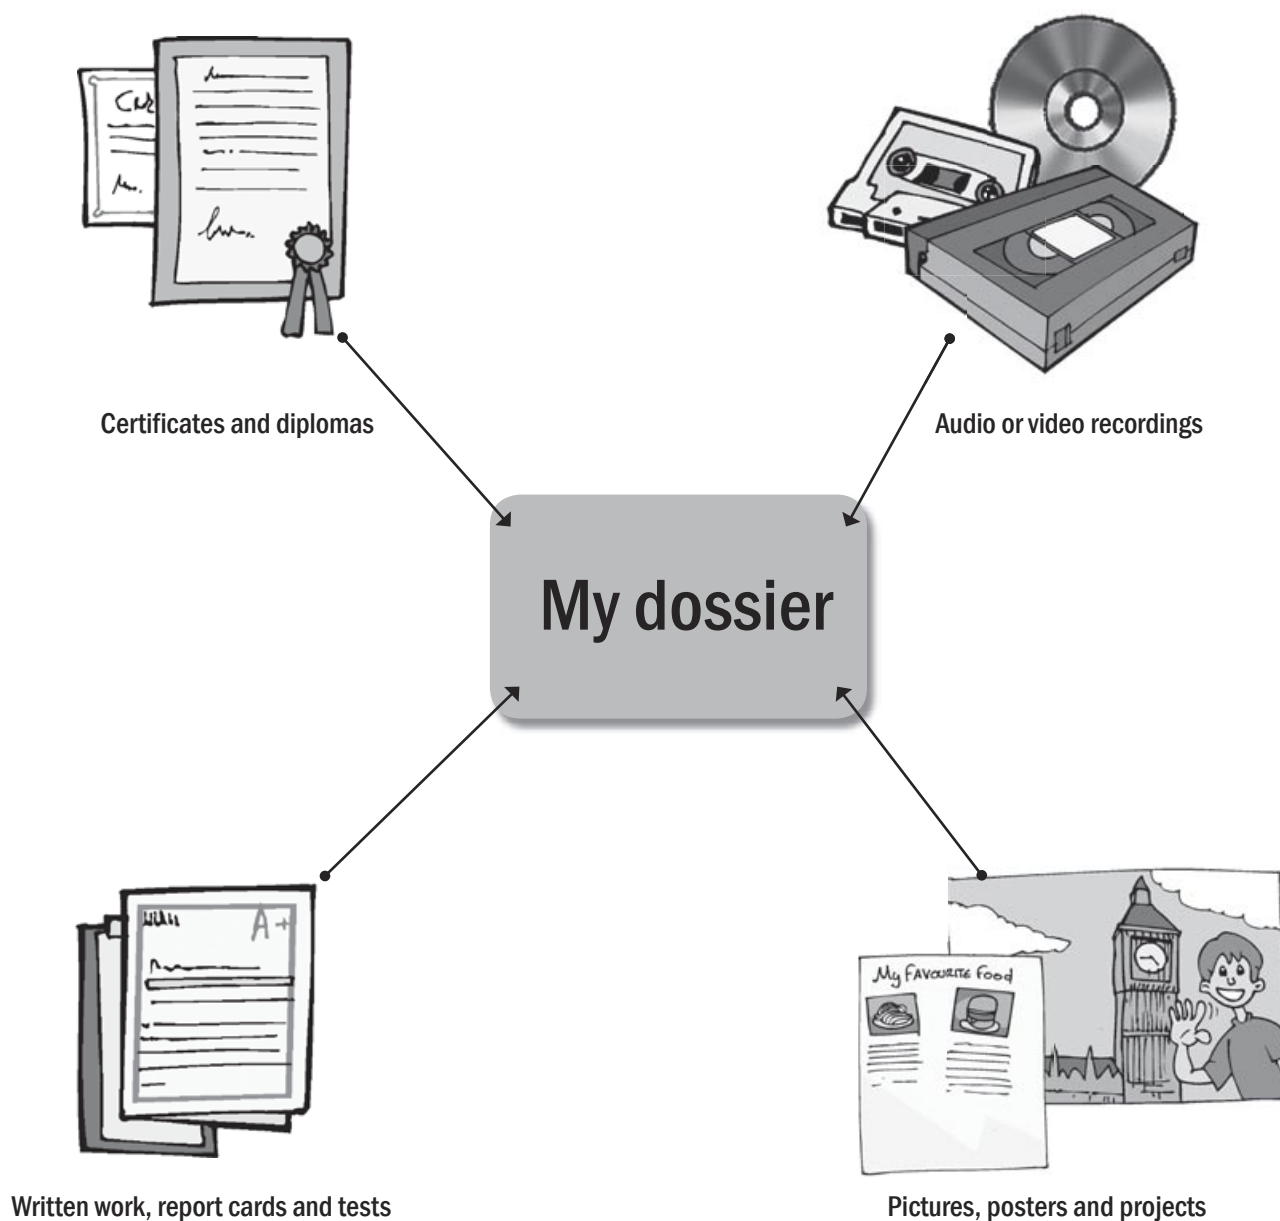 Certificates and diplomas
Audio or video recordings
My dossier
A+
My FAVOURITE Food
Written work, report cards and tests
Pictures, posters and projects